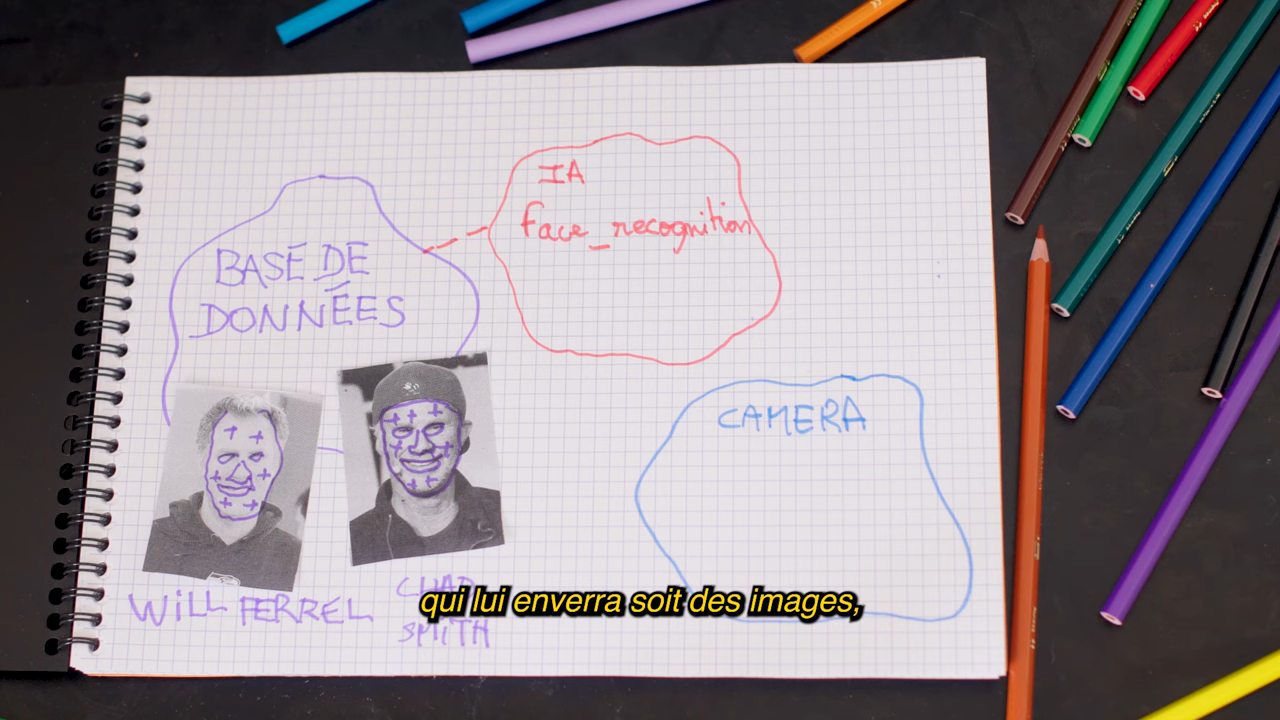 IA
face_recognition
BASE DE
DONNÉES
CAMERA
WiLL FERREL
CHAD
SMITH
qui lui enverra soit des images,